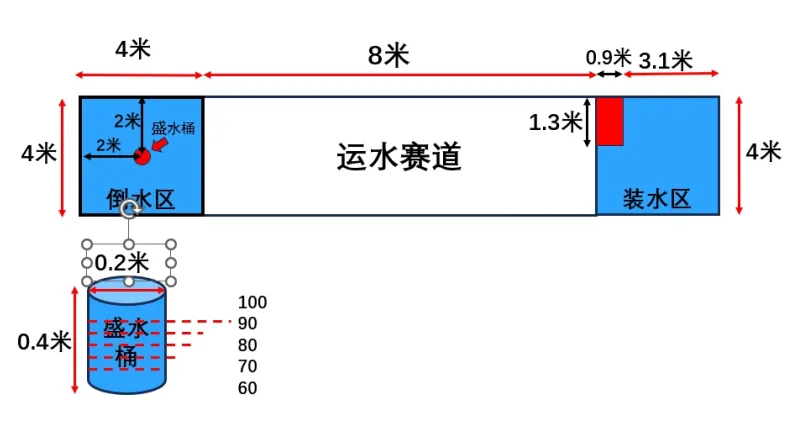 4米
8米
0.9米
3.1米
4米
2米
盛水桶
2米
倒水区
运水赛道
1.3米
装水区
4米
0.2米
0.4米
盛水
桶
100
90
80
70
60